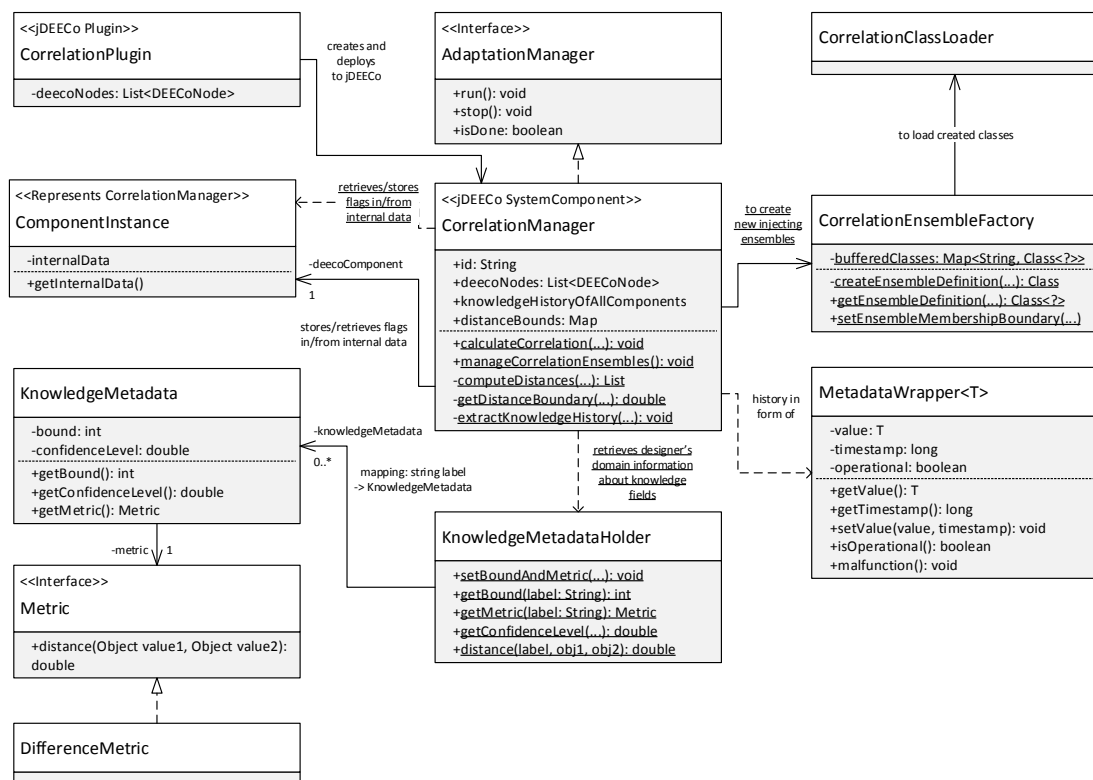 <<jDEECo Plugin>>
CorrelationPlugin
-deecoNodes: List<DEECoNode>
creates and
deploys
to jDEECo
<<Interface>>
AdaptationManager
+run(): void
+stop(): void
+isDone: boolean
CorrelationClassLoader
to load created classes
<<Represents CorrelationManager>>
ComponentInstance
-internalData
+getInternalData()
retrieves/stores
flags in/from
internal data
-deecoComponent
1
stores/retrieves flags
in/from internal data
<<jDEECo SystemComponent>>
CorrelationManager
+id: String
+deecoNodes: List<DEECoNode>
+knowledgeHistoryOfAllComponents
+distanceBounds: Map
+calculateCorrelation(...): void
+manageCorrelationEnsembles(): void
-computeDistances(...): List
-getDistanceBoundary(...): double
-extractKnowledgeHistory(...): void
to create
new injecting
ensembles
CorrelationEnsembleFactory
-bufferedClasses: Map<String, Class<?>>
-createEnsembleDefinition(...): Class
+getEnsembleDefinition(...): Class<?>
+setEnsembleMembershipBoundary(...)
KnowledgeMetadata
-bound: int
-confidenceLevel: double
+getBound(): int
+getConfidenceLevel(): double
+getMetric(): Metric
-knowledgeMetadata
0..*
mapping: string label
-> KnowledgeMetadata
retrieves designer's
domain information
about knowledge
fields
history in
form of
MetadataWrapper<T>
-value: T
-timestamp: long
-operational: boolean
+getValue(): T
+getTimestamp(): long
+setValue(value, timestamp): void
+isOperational(): boolean
+malfunction(): void
-metric
1
KnowledgeMetadataHolder
+setBoundAndMetric(...): void
+getBound(label: String): int
+getMetric(label: String): Metric
+getConfidenceLevel(...): double
+distance(label, obj1, obj2): double
<<Interface>>
Metric
+distance(Object value1, Object value2):
double
DifferenceMetric